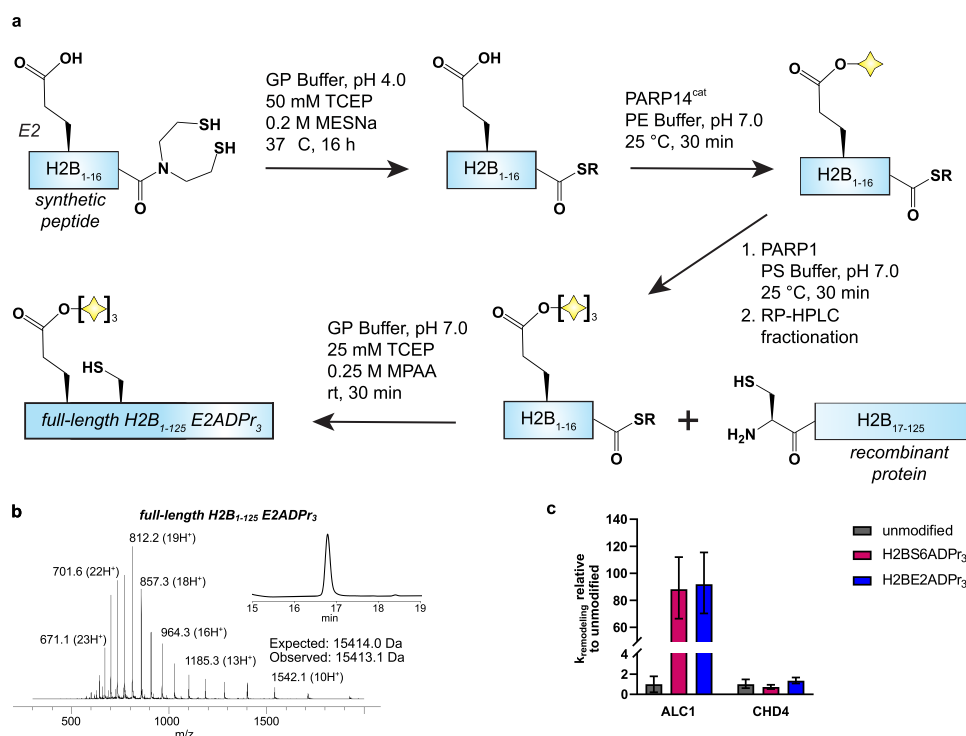 a
O
OH
E2
H2B1-16
N
SH
SH
O
synthetic
peptide
GP Buffer, pH 4.0
50 mM TCEP
0.2 M MESNa
37 C, 16 h
O
OH
H2B1-16
SR
O
PARP14cat
PE Buffer, pH 7.0
25 °C, 30 min
O
O
H2B1-16
SR
O
1. PARP1
PS Buffer, pH 7.0
25 °C, 30 min
2. RP-HPLC
fractionation
O
O [ ]3
HS
full-length H2B1-125 E2ADPr3
GP Buffer, pH 7.0
25 mM TCEP
0.25 M MPAA
rt, 30 min
O
O [ ]3
H2B1-16
SR
O
+
HS
H2N
O
H2B17-125
recombinant
protein
b
full-length H2B1-125 E2ADPr3
812.2 (19H+)
701.6 (22H+)
857.3 (18H+)
671.1 (23H+)
964.3 (16H+)
1185.3 (13H+)
1542.1 (10H+)
15 16 17 18 19
min
Expected: 15414.0 Da
Observed: 15413.1 Da
500 1000 1500
m/z
c
kremodeling relative
to unmodified
140
120
100
80
60
4
2
0
ALC1 CHD4
unmodified
H2BS6ADPr3
H2BE2ADPr3